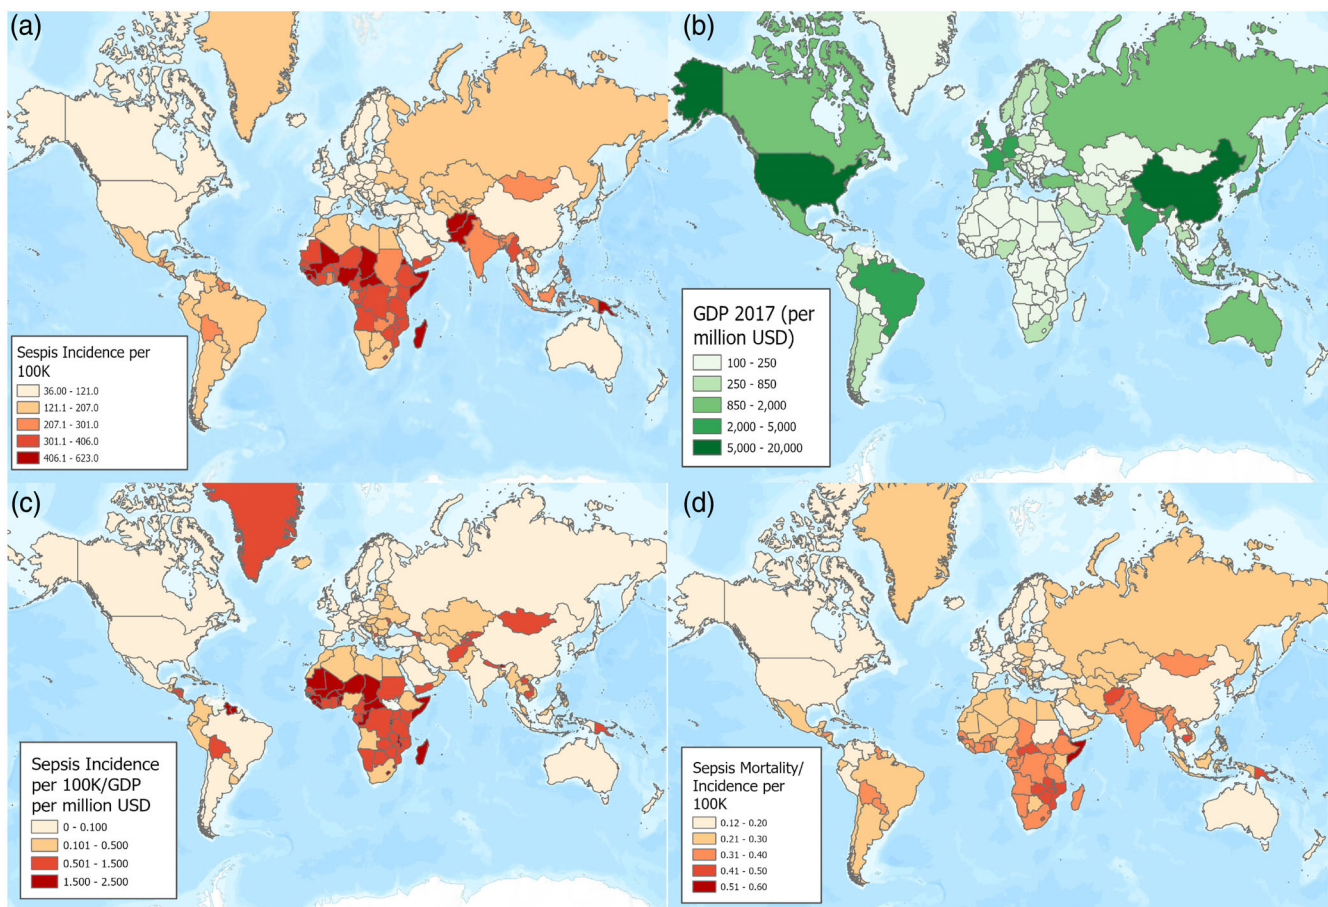 (a)
Sespis Incidence per
100K
36.00 - 121.0
121.1 - 207.0
207.1 - 301.0
301.1 - 406.0
406.1 - 623.0
(b)
GDP 2017 (per
million USD)
100 - 250
250 - 850
850 - 2,000
2,000 - 5,000
5,000 - 20,000
(c)
Sepsis Incidence
per 100K/GDP
per million USD
0 - 0.100
0.101 - 0.500
0.501 - 1.500
1.500 - 2.500
(d)
Sepsis Mortality/
Incidence per
100K
0.12 - 0.20
0.21 - 0.30
0.31 - 0.40
0.41 - 0.50
0.51 - 0.60